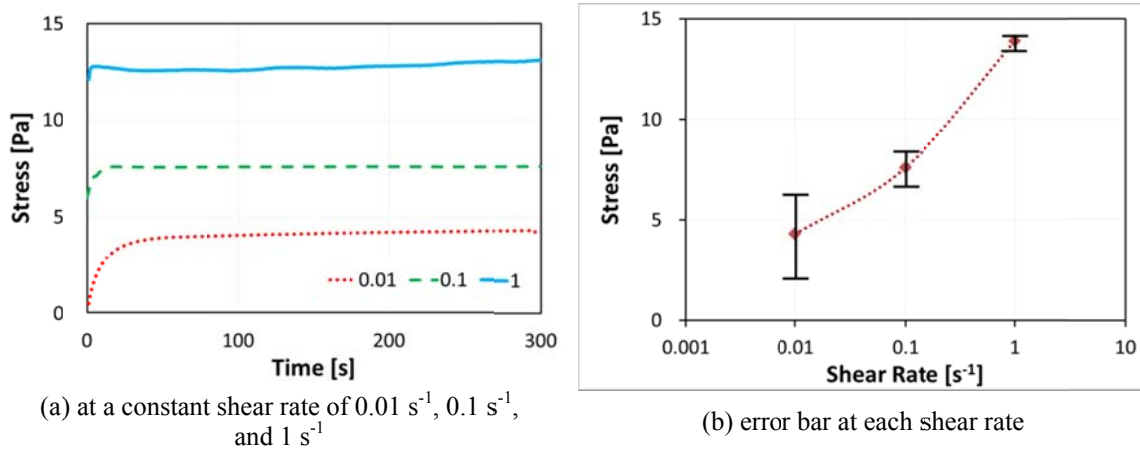 15
10
5
0
Stress [Pa]
0.01 0.1 1
0 100 200 300
Time [s]
(a) at a constant shear rate of 0.01 s⁻¹, 0.1 s⁻¹,
and 1 s⁻¹
15
10
5
0
Stress [Pa]
0.001 0.01 0.1 1 10
Shear Rate [s⁻¹]
(b) error bar at each shear rate